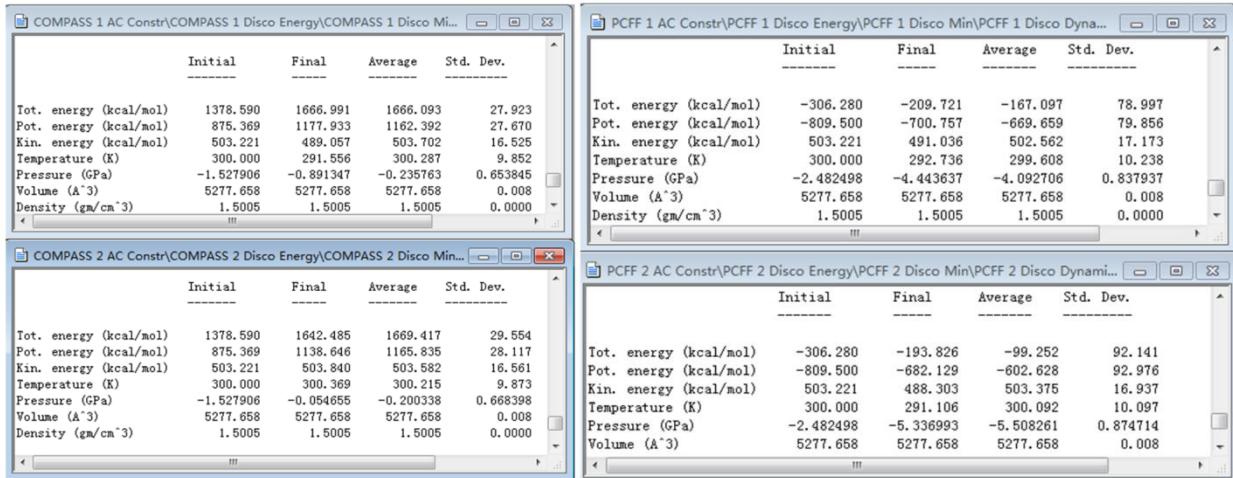 COMPASS 1 AC Constr\COMPASS 1 Disco Energy\COMPASS 1 Disco Mi...
Initial Final Average Std. Dev.
------- ----- ------- ---------
Tot. energy (kcal/mol) 1378.590 1666.991 1666.093 27.923
Pot. energy (kcal/mol) 875.369 1177.933 1162.392 27.670
Kin. energy (kcal/mol) 503.221 489.057 503.702 16.525
Temperature (K) 300.000 291.556 300.287 9.852
Pressure (GPa) -1.527906 -0.891347 -0.235763 0.653845
Volume (A^3) 5277.658 5277.658 5277.658 0.008
Density (gm/cm^3) 1.5005 1.5005 1.5005 0.0000
COMPASS 2 AC Constr\COMPASS 2 Disco Energy\COMPASS 2 Disco Min...
Initial Final Average Std. Dev.
------- ----- ------- ---------
Tot. energy (kcal/mol) 1378.590 1642.485 1669.417 29.554
Pot. energy (kcal/mol) 875.369 1138.646 1165.835 28.117
Kin. energy (kcal/mol) 503.221 503.840 503.582 16.561
Temperature (K) 300.000 300.369 300.215 9.873
Pressure (GPa) -1.527906 -0.054655 -0.200338 0.668398
Volume (A^3) 5277.658 5277.658 5277.658 0.008
Density (gm/cm^3) 1.5005 1.5005 1.5005 0.0000
PCFF 1 AC Constr\PCFF 1 Disco Energy\PCFF 1 Disco Min\PCFF 1 Disco Dyna...
Initial Final Average Std. Dev.
------- ----- ------- ---------
Tot. energy (kcal/mol) -306.280 -209.721 -167.097 78.997
Pot. energy (kcal/mol) -809.500 -700.757 -669.659 79.856
Kin. energy (kcal/mol) 503.221 491.036 502.562 17.173
Temperature (K) 300.000 292.736 299.608 10.238
Pressure (GPa) -2.482498 -4.443637 -4.092706 0.837937
Volume (A^3) 5277.658 5277.658 5277.658 0.008
Density (gm/cm^3) 1.5005 1.5005 1.5005 0.0000
PCFF 2 AC Constr\PCFF 2 Disco Energy\PCFF 2 Disco Min\PCFF 2 Disco Dynami...
Initial Final Average Std. Dev.
------- ----- ------- ---------
Tot. energy (kcal/mol) -306.280 -193.826 -99.252 92.141
Pot. energy (kcal/mol) -809.500 -682.129 -602.628 92.976
Kin. energy (kcal/mol) 503.221 488.303 503.375 16.937
Temperature (K) 300.000 291.106 300.092 10.097
Pressure (GPa) -2.482498 -5.336993 -5.508261 0.874714
Volume (A^3) 5277.658 5277.658 5277.658 0.008